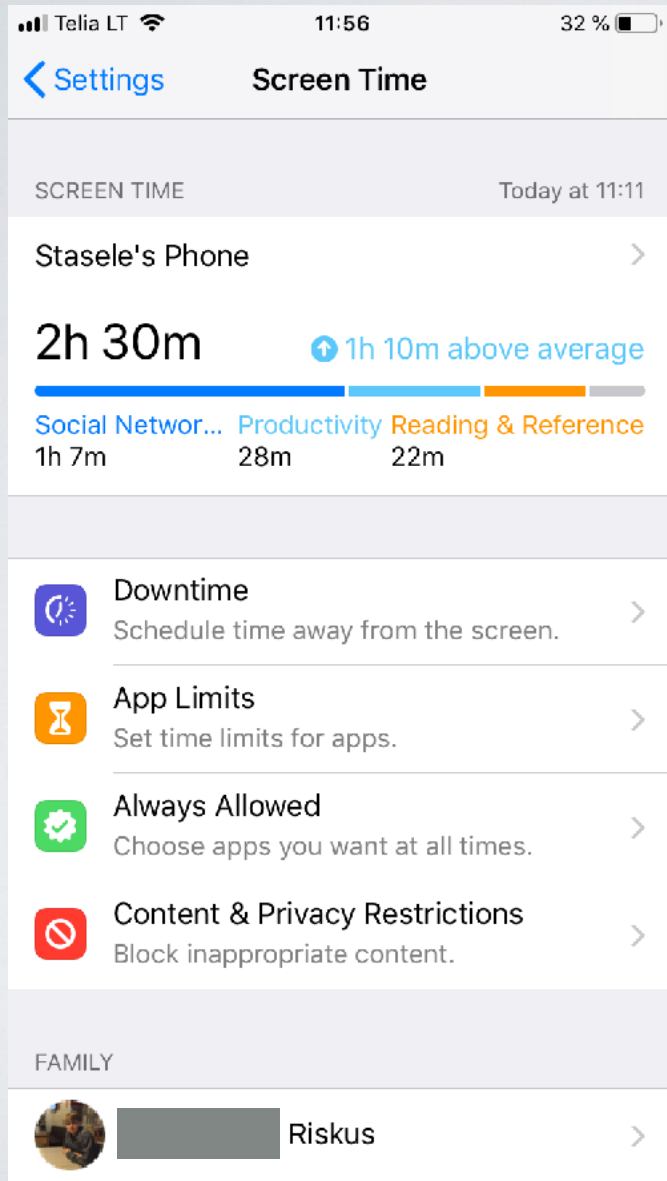 Telia LT 11:56 32 %
Settings Screen Time
SCREEN TIME Today at 11:11
Stasele's Phone
2h 30m 1h 10m above average
Social Networ... Productivity Reading & Reference
1h 7m 28m 22m
Downtime
Schedule time away from the screen.
App Limits
Set time limits for apps.
Always Allowed
Choose apps you want at all times.
Content & Privacy Restrictions
Block inappropriate content.
FAMILY
Riskus